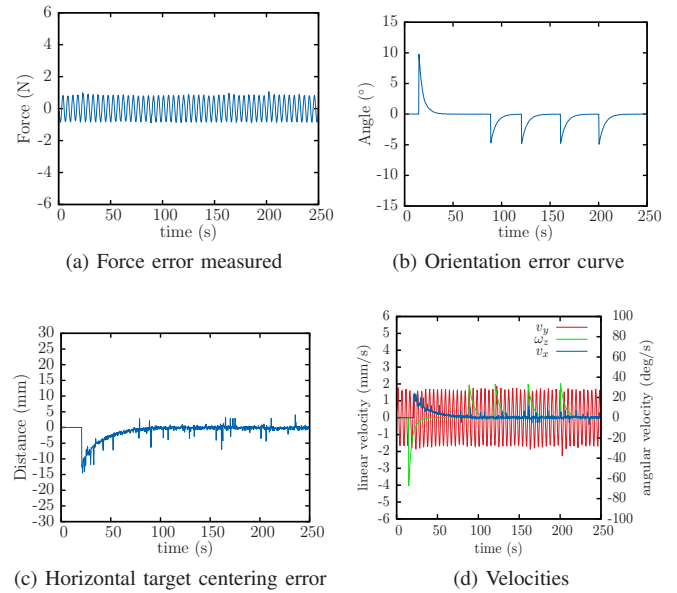 6
4
2
0
-2
-4
-6
Force (N)
0 50 100 150 200 250
time (s)
(a) Force error measured
15
10
5
0
-5
-10
-15
Angle (°)
0 50 100 150 200 250
time (s)
(b) Orientation error curve
30
25
20
15
10
5
0
-5
-10
-15
-20
-25
-30
Distance (mm)
0 50 100 150 200 250
time (s)
(c) Horizontal target centering error
6
5
4
3
2
1
0
-1
-2
-3
-4
-5
-6
linear velocity (mm/s)
v_y
ω_z
v_x
100
80
60
40
20
0
-20
-40
-60
-80
-100
angular velocity (deg/s)
0 50 100 150 200 250
time (s)
(d) Velocities